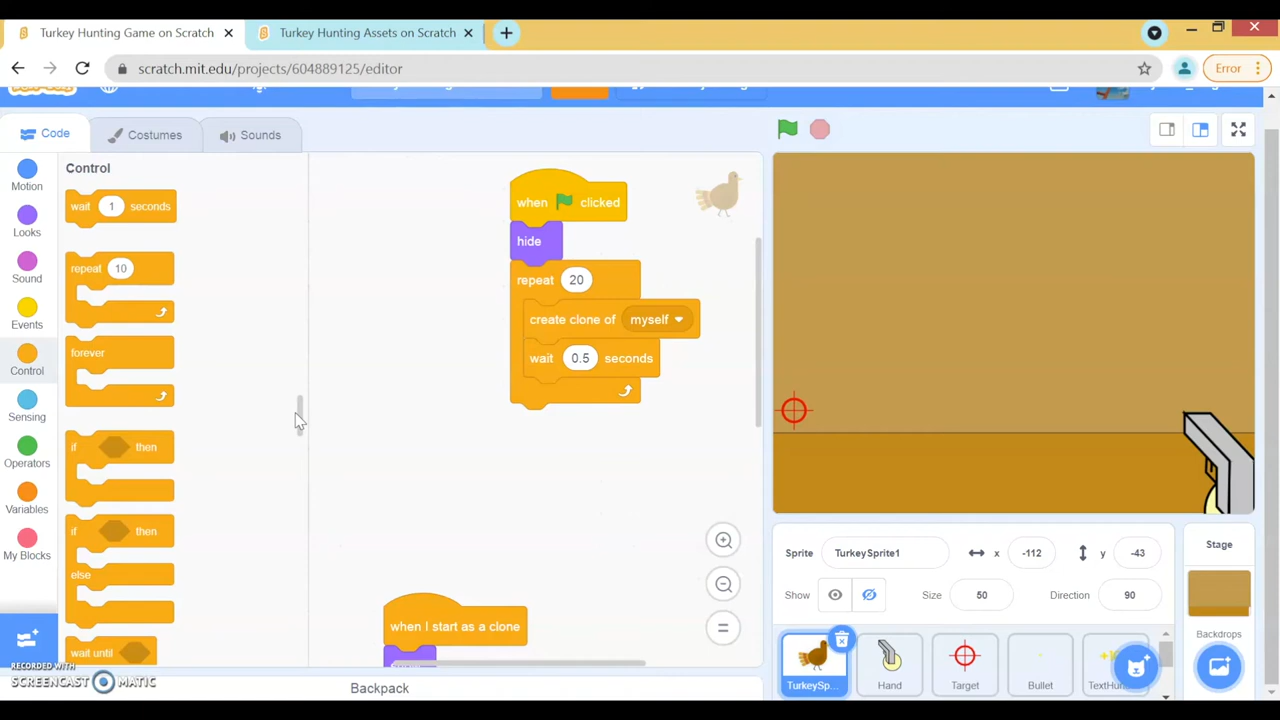 Turkey Hunting Game on Scratch
Turkey Hunting Assets on Scratch
scratch.mit.edu/projects/604889125/editor
Error
Code
Costumes
Sounds
Motion
Looks
Sound
Events
Control
Sensing
Operators
Variables
My Blocks
Control
wait 1 seconds
repeat 10
forever
if then
if then
else
wait until
when clicked
hide
repeat 20
create clone of myself
wait 0.5 seconds
when I start as a clone
Backpack
Sprite TurkeySprite1 x -112 y -43
Show Size 50 Direction 90
TurkeySp...
Hand
Target
Bullet
Stage
Backdrops
RECORDED WITH
SCREENCAST MATIC